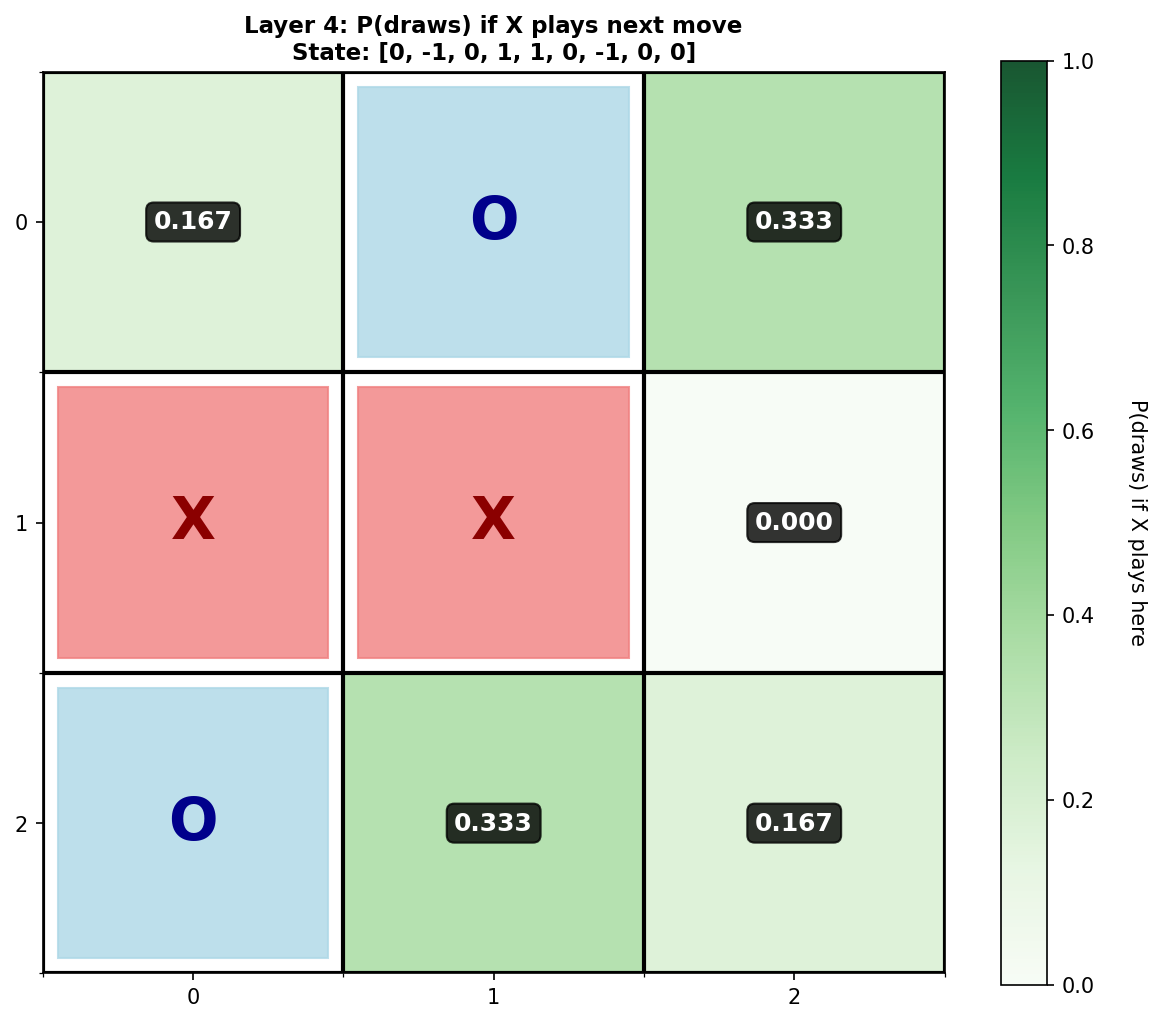 Layer 4: P(draws) if X plays next move
State: [0, -1, 0, 1, 1, 0, -1, 0, 0]
0 0.167 O 0.333
1 X X 0.000
2 O 0.333 0.167
0 1 2
1.0
0.8
0.6
0.4
0.2
0.0
P(draws) if X plays here